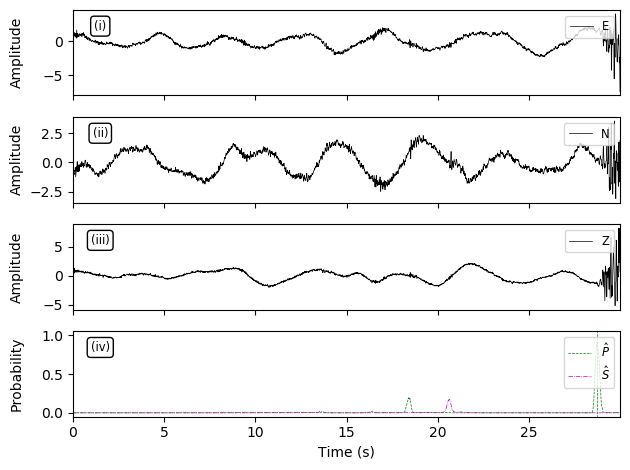 (i)
E
Amplitude
0
−5
(ii)
N
Amplitude
2.5
0.0
−2.5
(iii)
Z
Amplitude
5
0
−5
(iv)
P̂
Ŝ
Probability
1.0
0.5
0.0
0 5 10 15 20 25
Time (s)